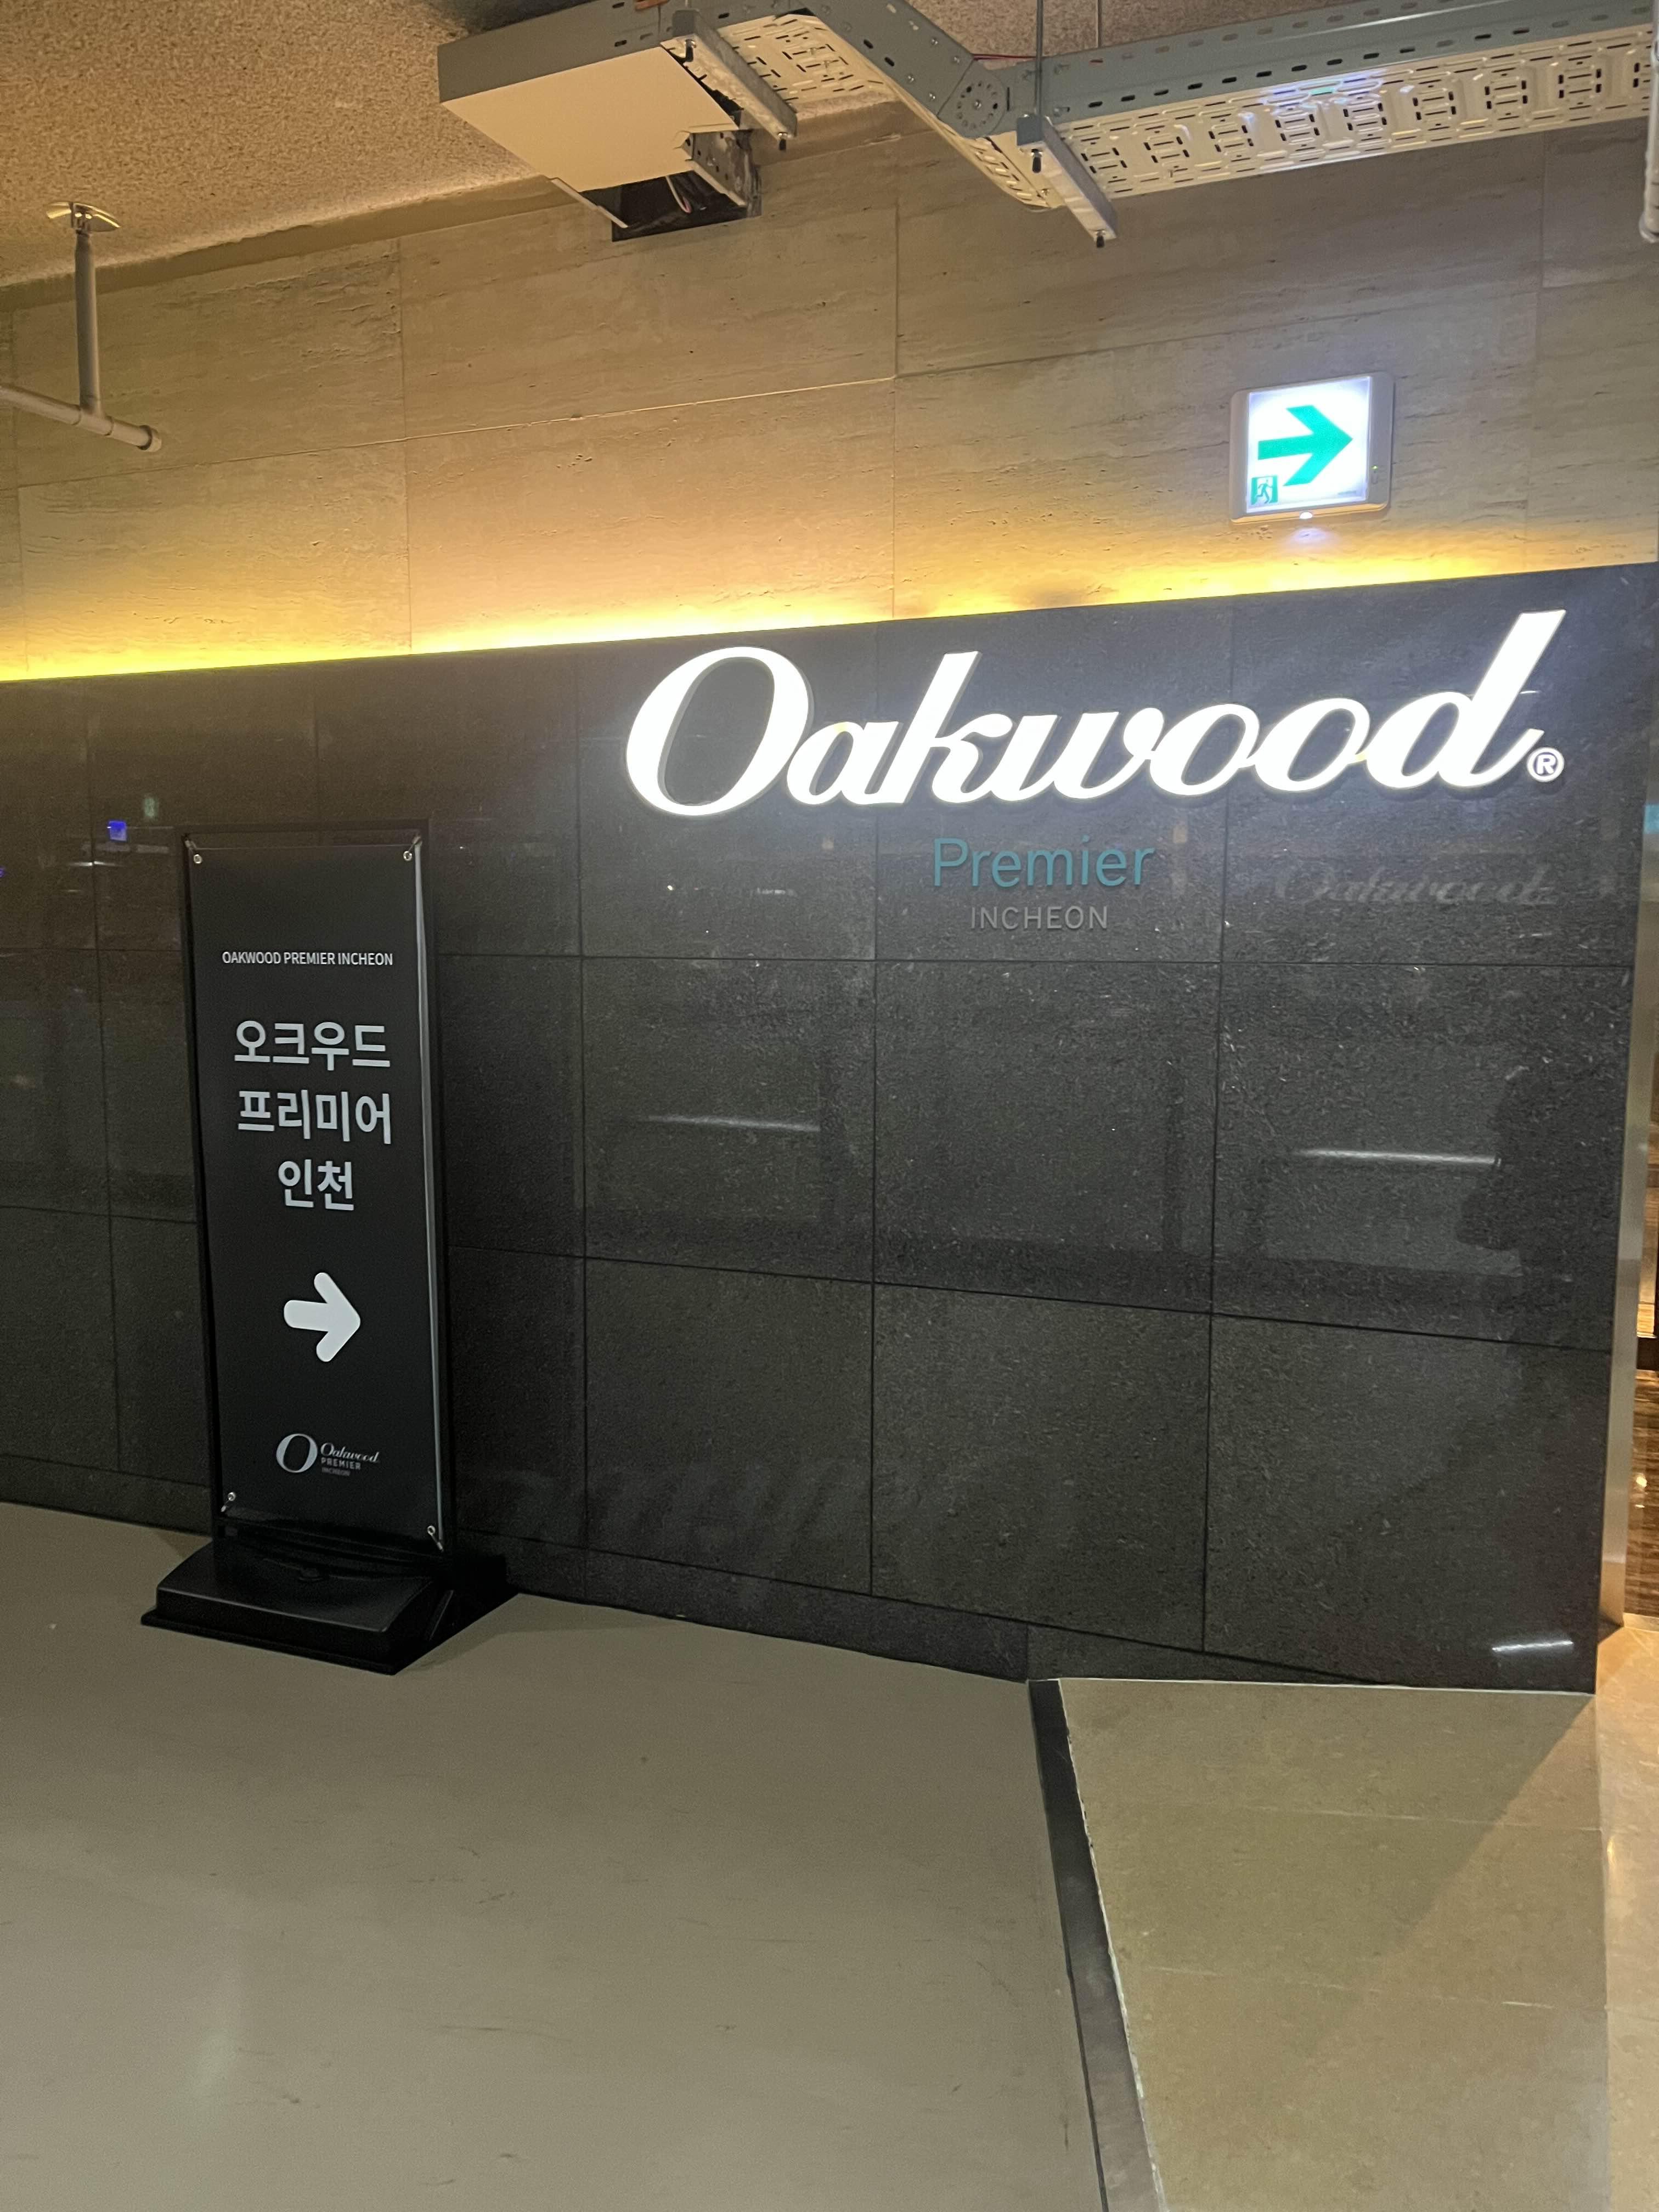 Oakwood®
Premier
INCHEON
OAKWOOD PREMIER INCHEON
오크우드
프리미어
인천
Oakwood
PREMIER
INCHEON